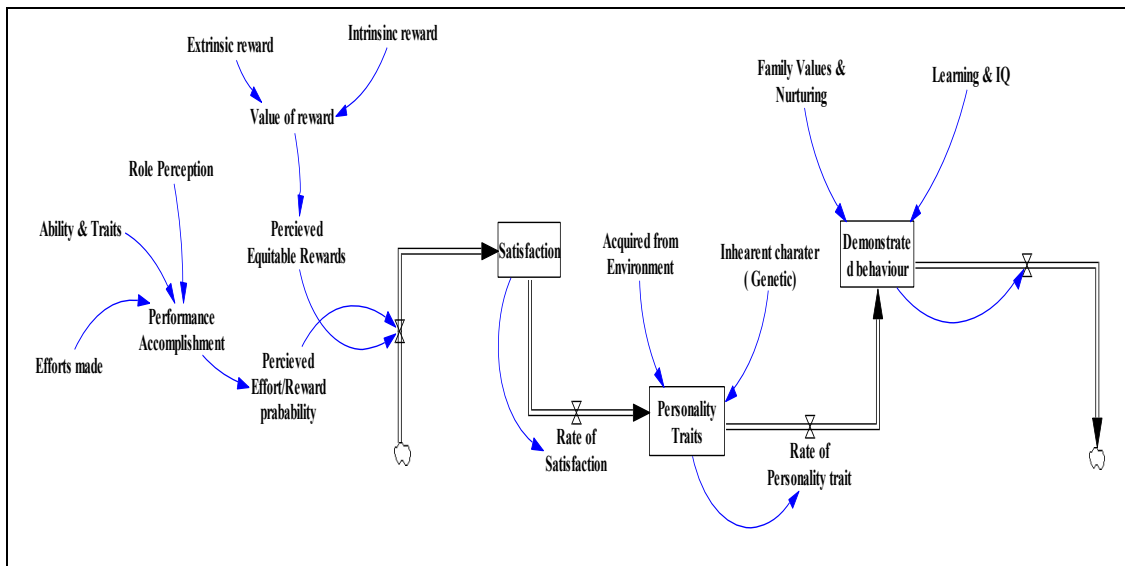 Extrinsic reward
Intrinsinc reward
Value of reward
Role Perception
Ability & Traits
Percieved
Equitable Rewards
Performance
Accomplishment
Efforts made
Percieved
Effort/Reward
prabability
Satisfaction
Rate of
Satisfaction
Acquired from
Environment
Inhearent charater
( Genetic)
Personality
Traits
Rate of
Personality trait
Family Values &
Nurturing
Learning & IQ
Demonstrate
d behaviour